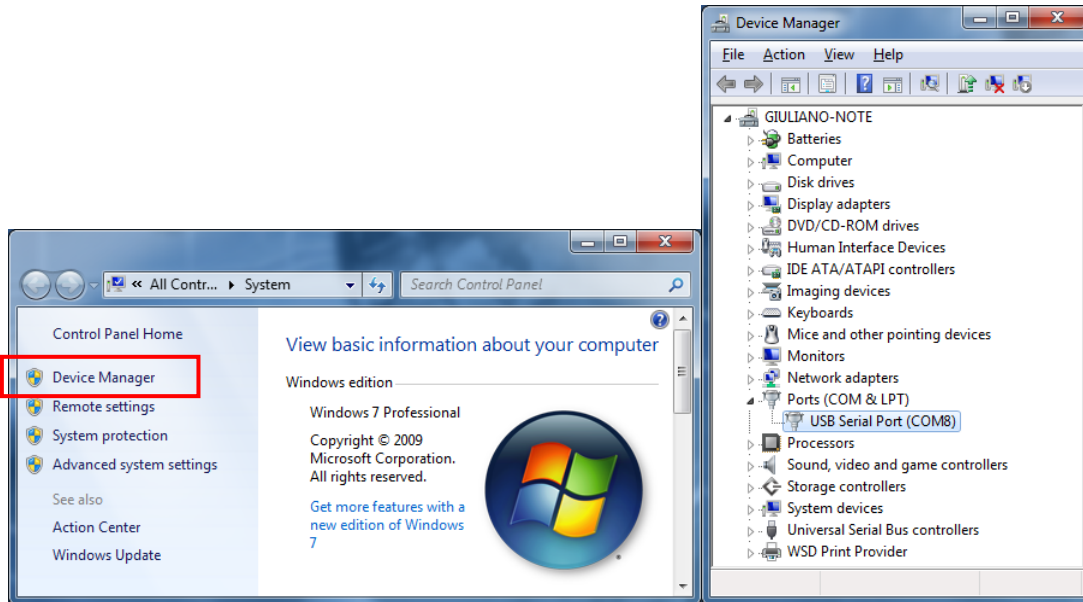 « All Contr... ▸ System
Search Control Panel
Control Panel Home
Device Manager
Remote settings
System protection
Advanced system settings
See also
Action Center
Windows Update
View basic information about your computer
Windows edition
Windows 7 Professional
Copyright © 2009
Microsoft Corporation.
All rights reserved.
Get more features with a
new edition of Windows
7
Device Manager
File Action View Help
GIULIANO-NOTE
Batteries
Computer
Disk drives
Display adapters
DVD/CD-ROM drives
Human Interface Devices
IDE ATA/ATAPI controllers
Imaging devices
Keyboards
Mice and other pointing devices
Monitors
Network adapters
Ports (COM & LPT)
USB Serial Port (COM8)
Processors
Sound, video and game controllers
Storage controllers
System devices
Universal Serial Bus controllers
WSD Print Provider